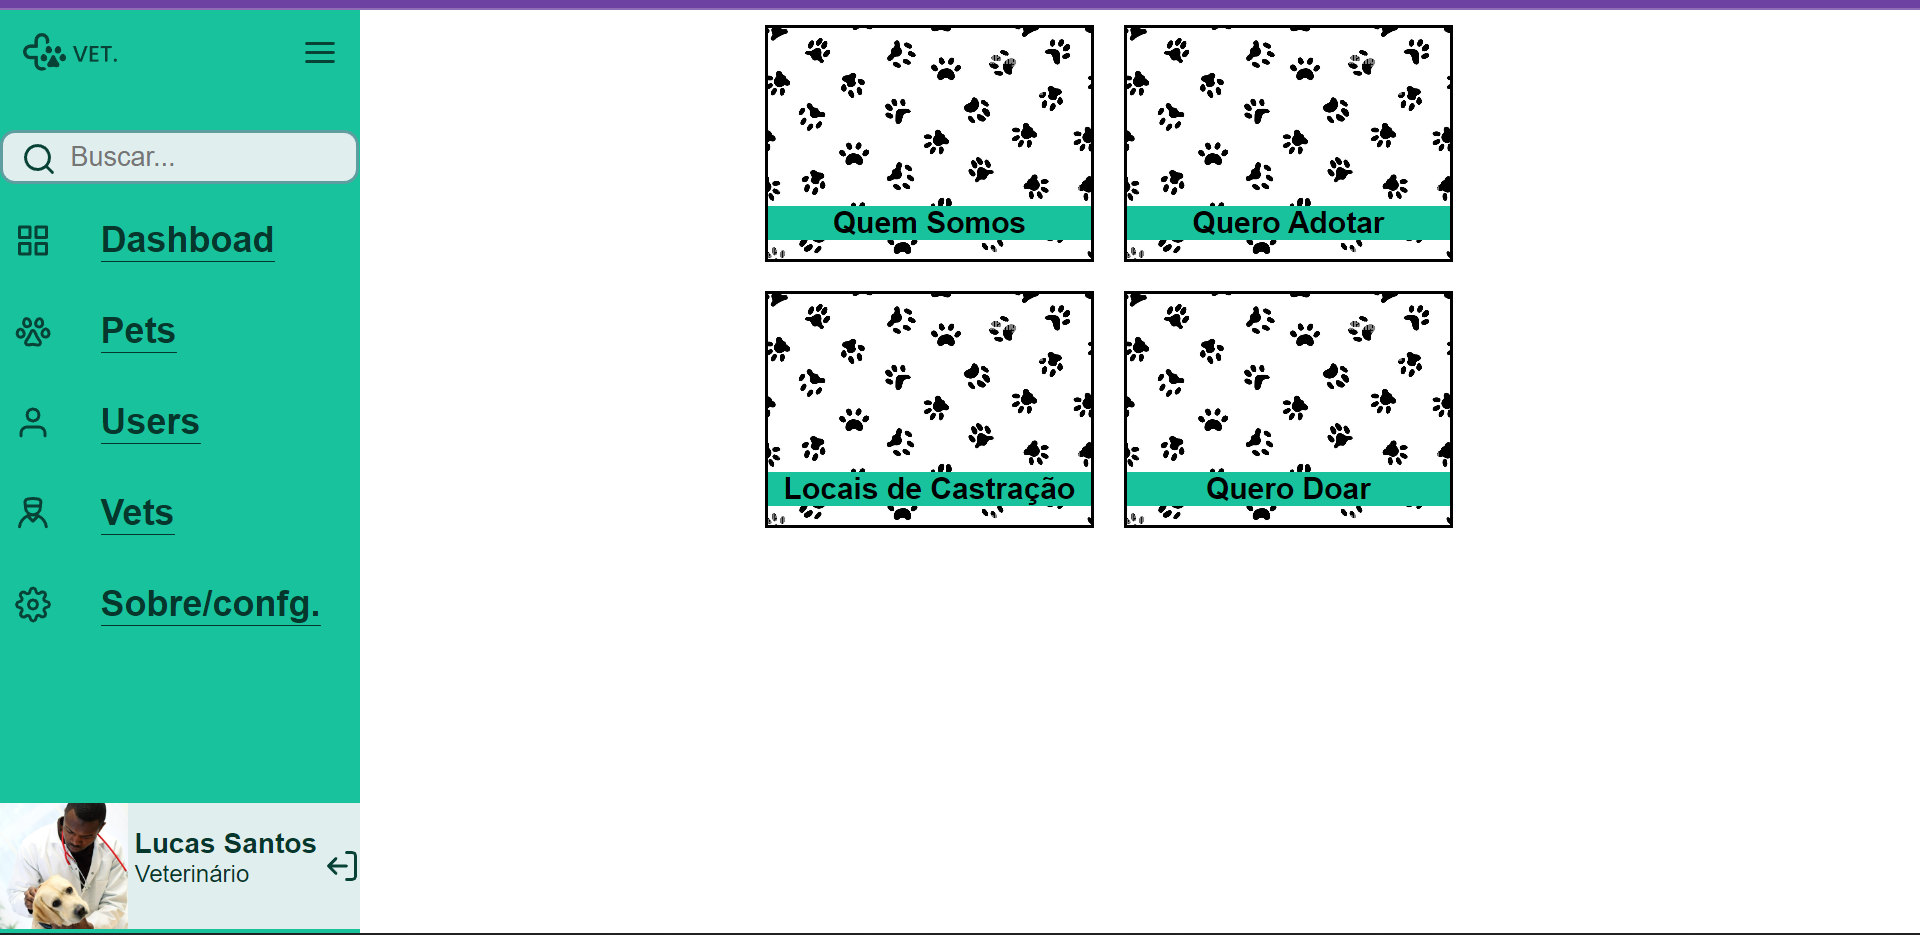 VET.
Buscar...
Dashboad
Pets
Users
Vets
Sobre/confg.
Lucas Santos
Veterinário
Quem Somos
Quero Adotar
Locais de Castração
Quero Doar